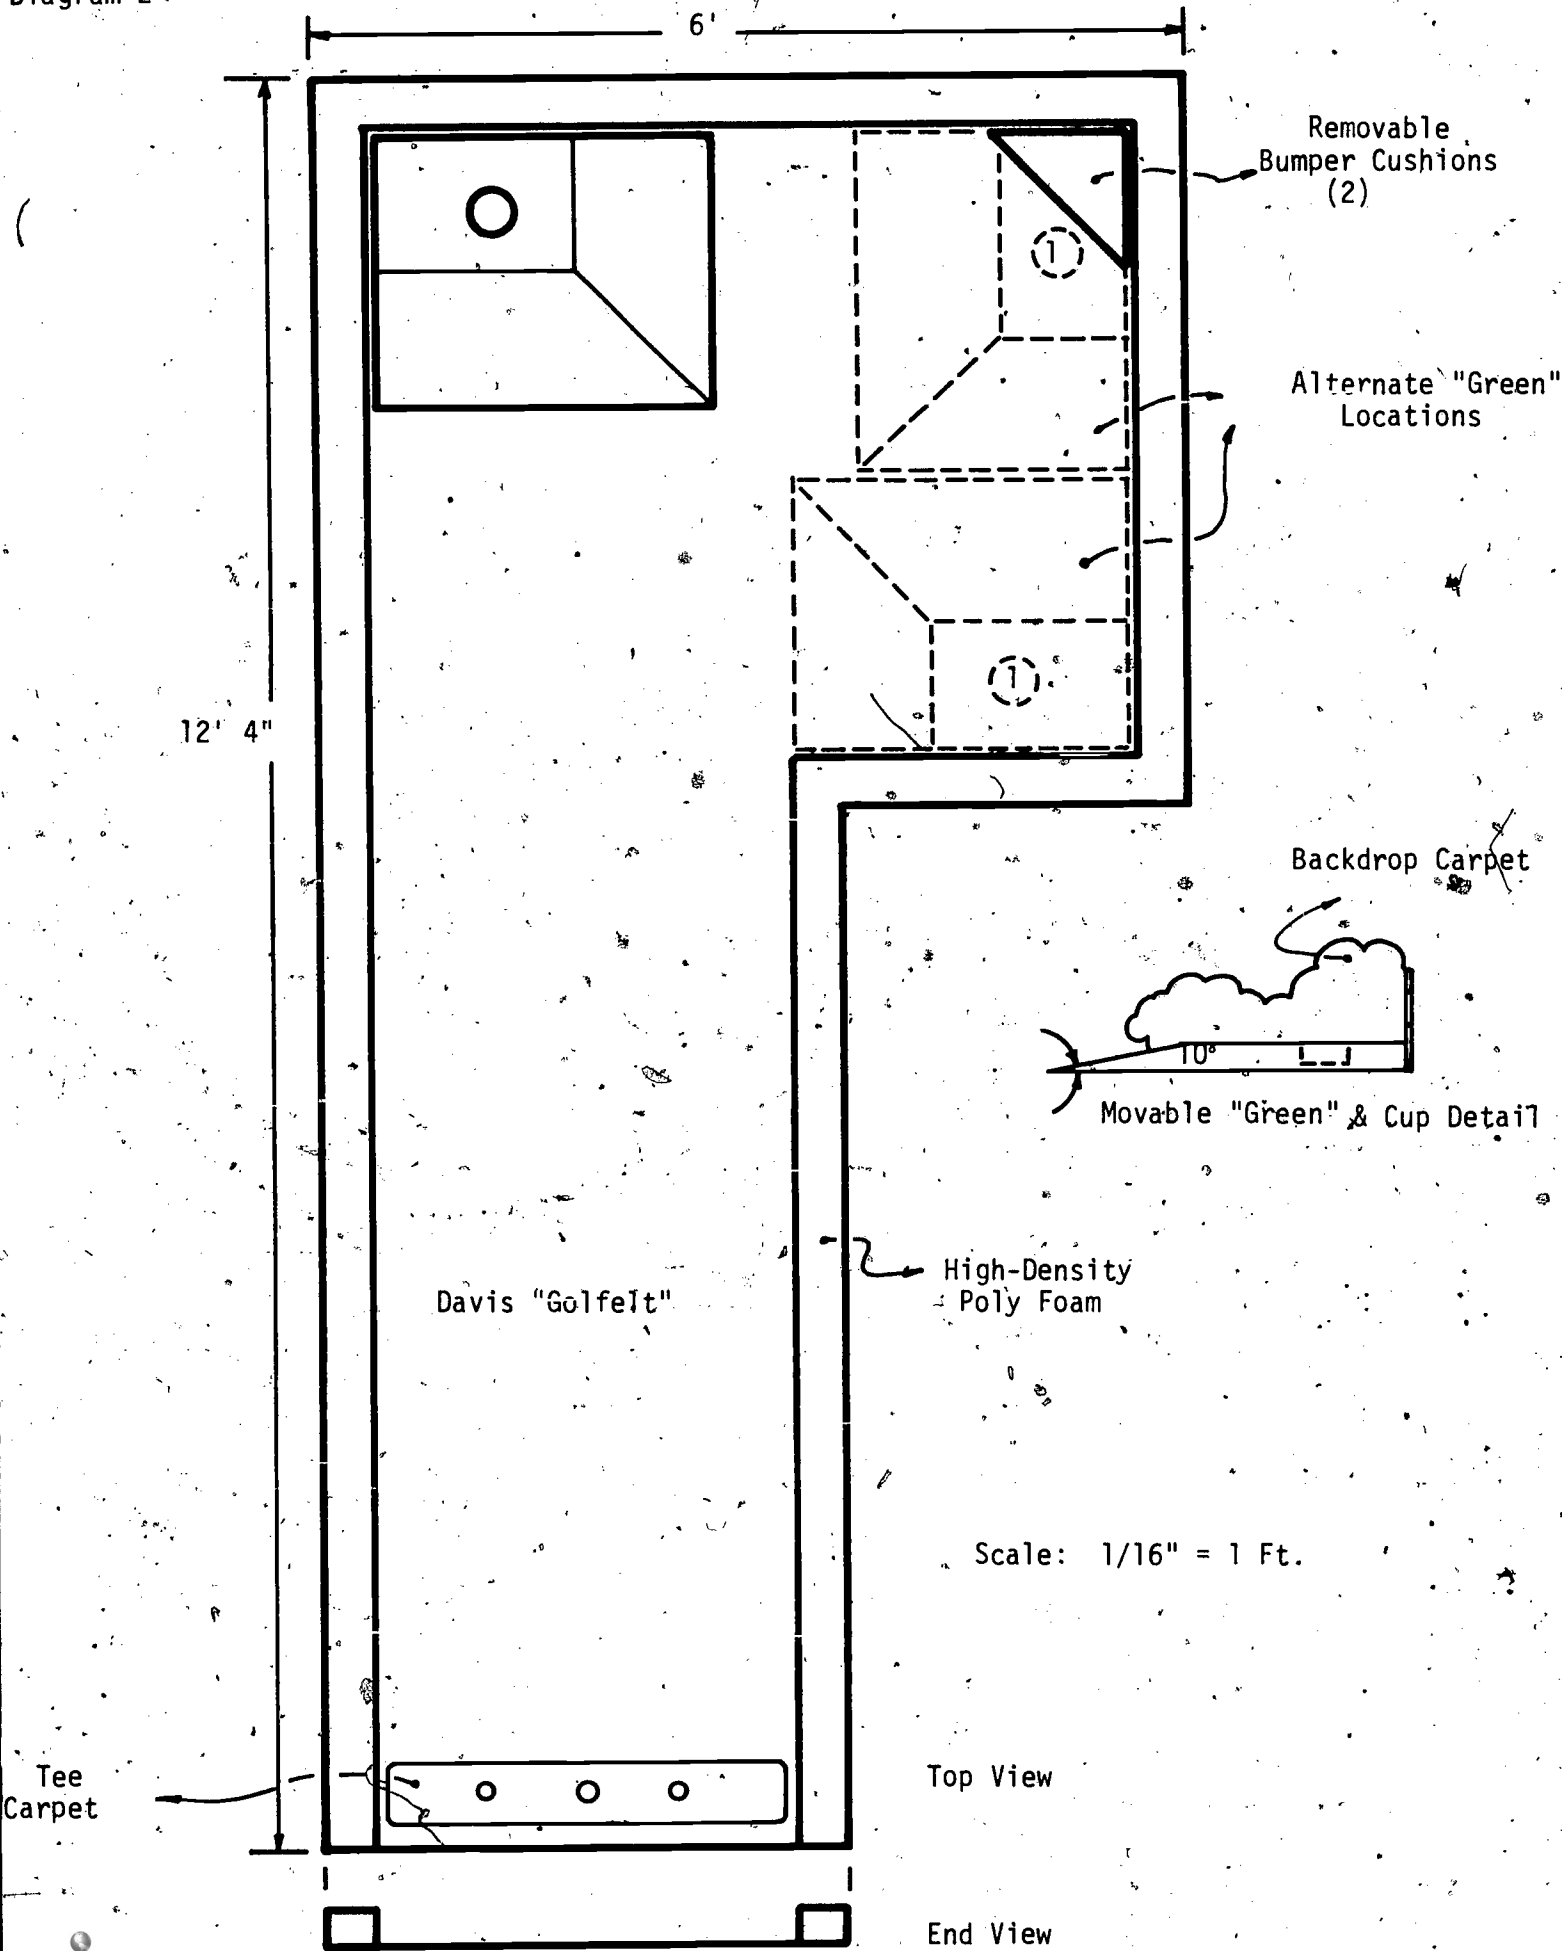 Diagram 2
6'
Removable
Bumper Cushions
(2)
1
Alternate "Green"
Locations
1
12' 4"
Backdrop Carpet
10°
Movable "Green" & Cup Detail
High-Density
Poly Foam
Davis "Golfelt"
Scale: 1/16" = 1 Ft.
Tee
Carpet
Top View
End View